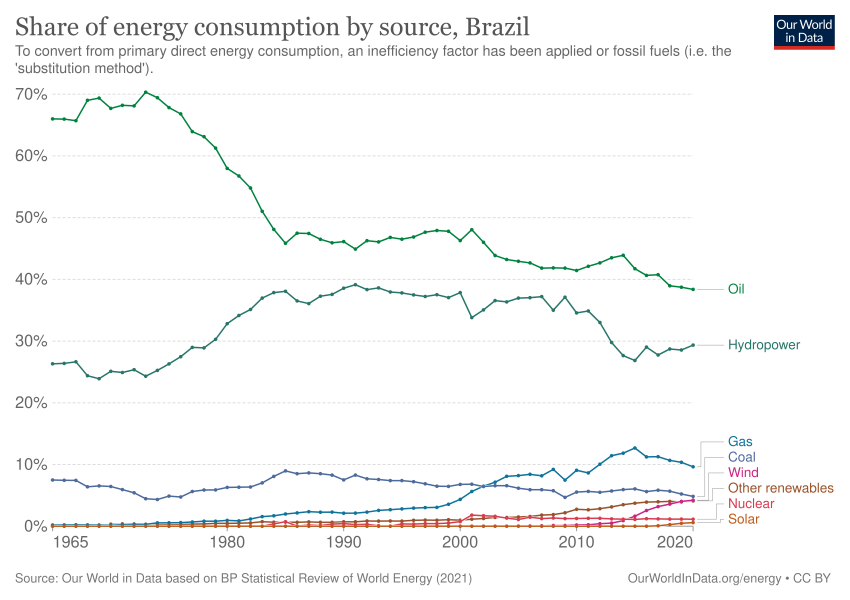 Share of energy consumption by source, Brazil
Our World
in Data
To convert from primary direct energy consumption, an inefficiency factor has been applied or fossil fuels (i.e. the
'substitution method').
70%
60%
50%
40%
30%
20%
10%
0%
Oil
Hydropower
Gas
Coal
Wind
Other renewables
Nuclear
Solar
1965
1980
1990
2000
2010
2020
Source: Our World in Data based on BP Statistical Review of World Energy (2021)
OurWorldInData.org/energy • CC BY